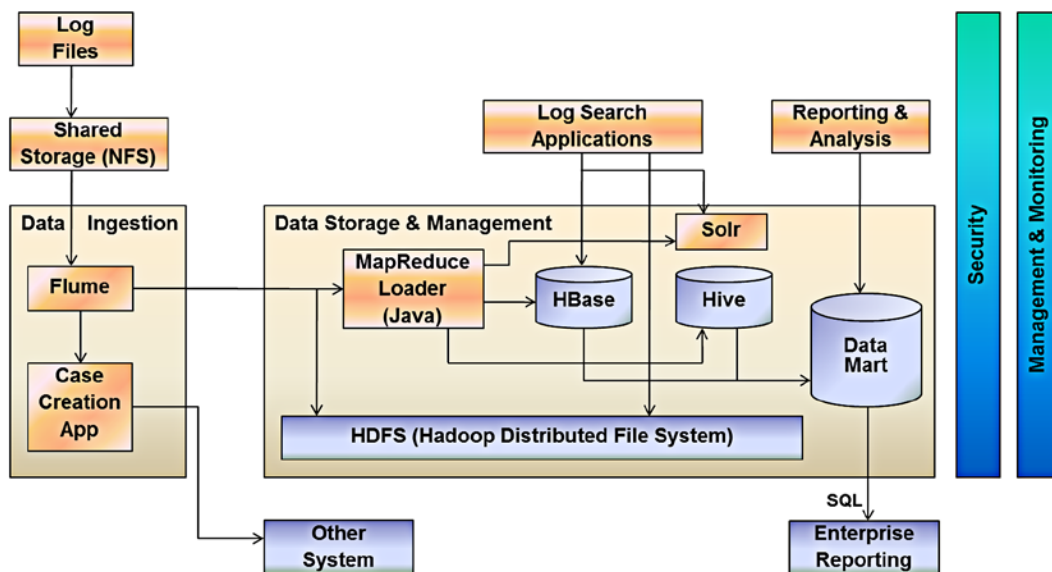 Log
Files
Shared
Storage (NFS)
Data Ingestion
Flume
Case
Creation
App
Log Search
Applications
Reporting &
Analysis
Data Storage & Management
MapReduce
Loader
(Java)
Solr
HBase
Hive
Data
Mart
HDFS (Hadoop Distributed File System)
SQL
Other
System
Enterprise
Reporting
Security
Management & Monitoring